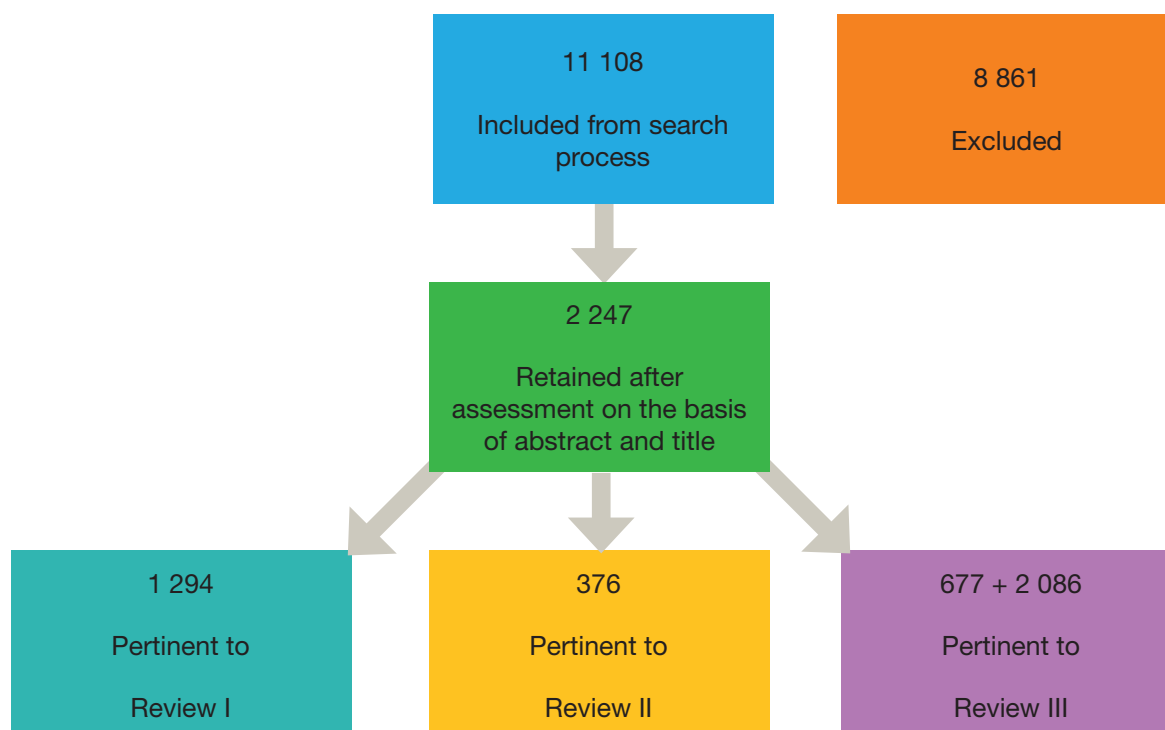 11 108
Included from search
process
8 861
Excluded
2 247
Retained after
assessment on the basis
of abstract and title
1 294
Pertinent to
Review I
376
Pertinent to
Review II
677 + 2 086
Pertinent to
Review III